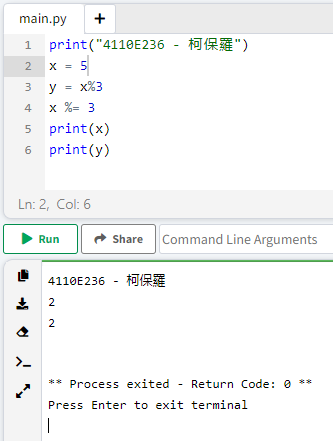 main.py +
1 print("4110E236 - 柯保羅")
2 x = 5
3 y = x%3
4 x %= 3
5 print(x)
6 print(y)
Ln: 2, Col: 6
Run Share Command Line Arguments
4110E236 - 柯保羅
2
2
** Process exited - Return Code: 0 **
Press Enter to exit terminal